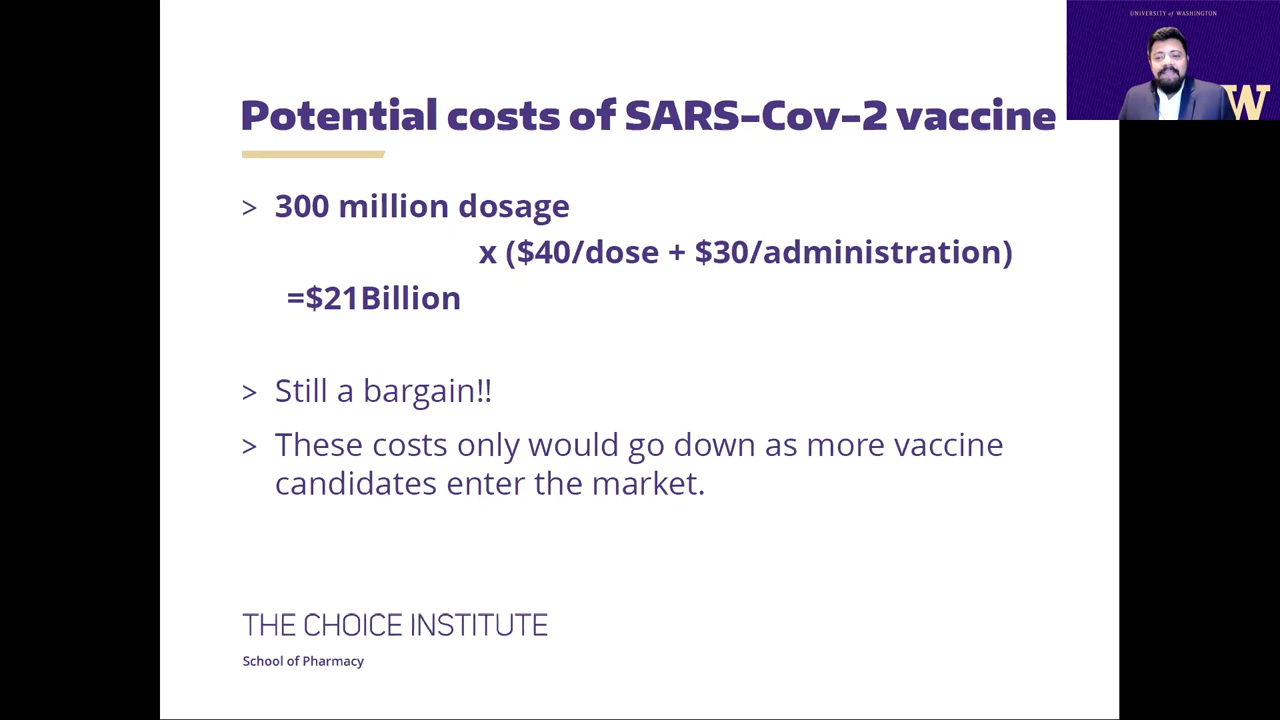 UNIVERSITY of WASHINGTON
W
Potential costs of SARS-Cov-2 vaccine
> 300 million dosage
x ($40/dose + $30/administration)
=$21Billion
> Still a bargain!!
> These costs only would go down as more vaccine
candidates enter the market.
THE CHOICE INSTITUTE
School of Pharmacy